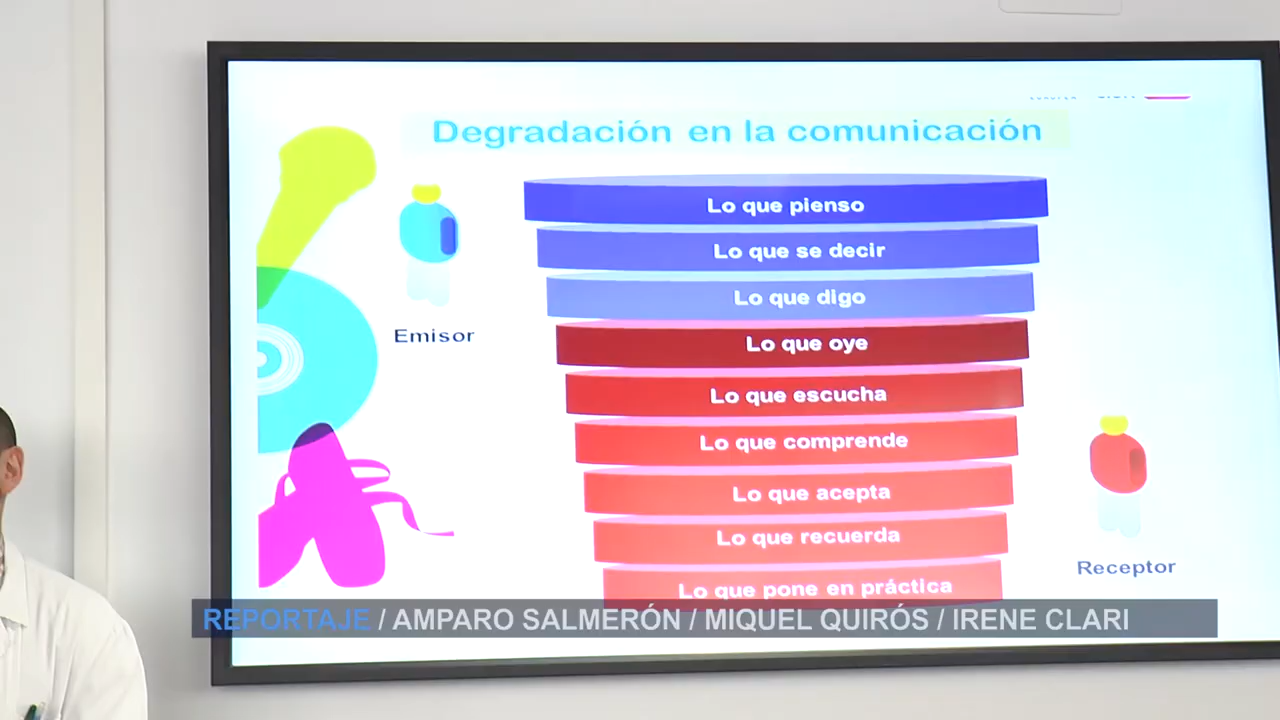 Degradación en la comunicación
Lo que pienso
Lo que se decir
Lo que digo
Emisor
Lo que oye
Lo que escucha
Lo que comprende
Lo que acepta
Lo que recuerda
Receptor
Lo que pone en práctica
REPORTAJE / AMPARO SALMERÓN / MIQUEL QUIRÓS / IRENE CLARI